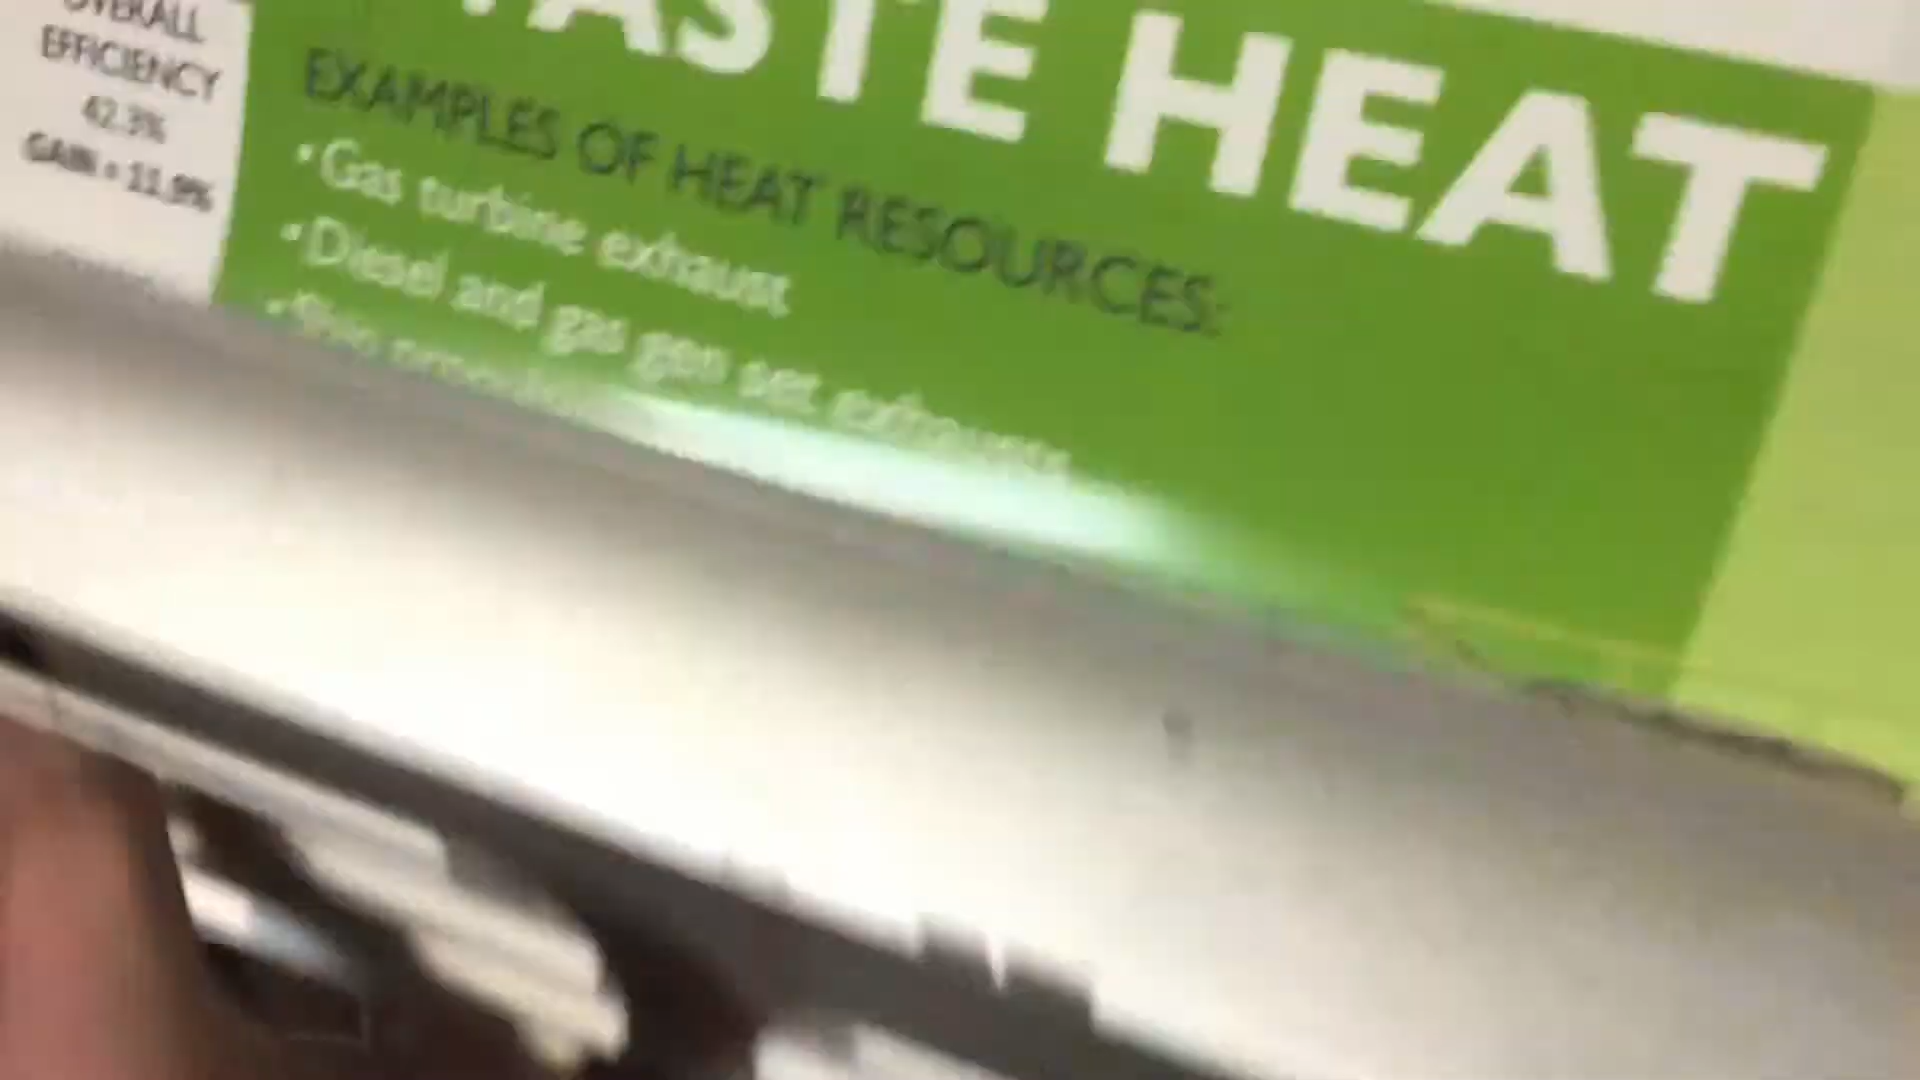 OVERALL
EFFICIENCY
42.3%
GAIN = 11.9%
ASTE HEAT
EXAMPLES OF HEAT RESOURCES:
• Gas turbine exhaust
• Diesel and gas gen set exhausts